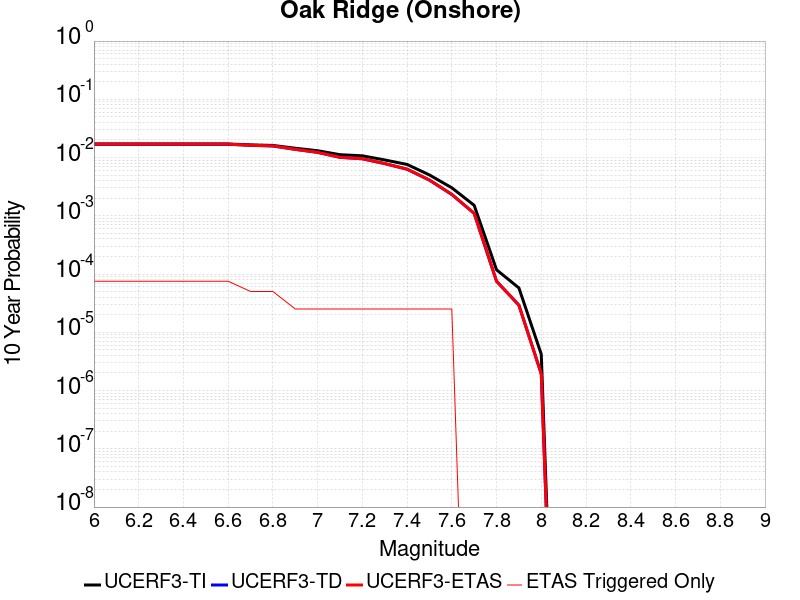 Oak Ridge (Onshore)
10^0
10^-1
10^-2
10^-3
10^-4
10^-5
10^-6
10^-7
10^-8
10 Year Probability
6 6.2 6.4 6.6 6.8 7 7.2 7.4 7.6 7.8 8 8.2 8.4 8.6 8.8 9
Magnitude
UCERF3-TI UCERF3-TD UCERF3-ETAS ETAS Triggered Only